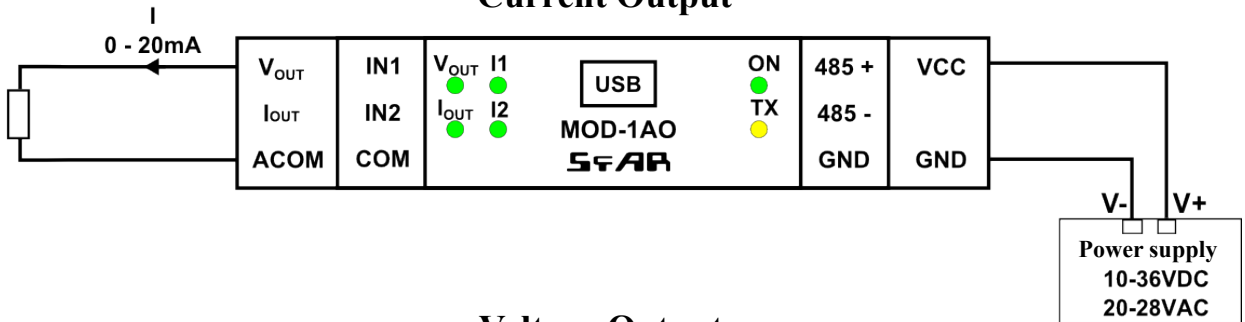 Current Output
I
0 - 20mA
VOUT IN1 VOUT I1 USB ON 485 + VCC
IOUT IN2 IOUT I2 MOD-1AO TX 485 -
ACOM COM GND GND
V- V+
Power supply
10-36VDC
20-28VAC
Voltage Output